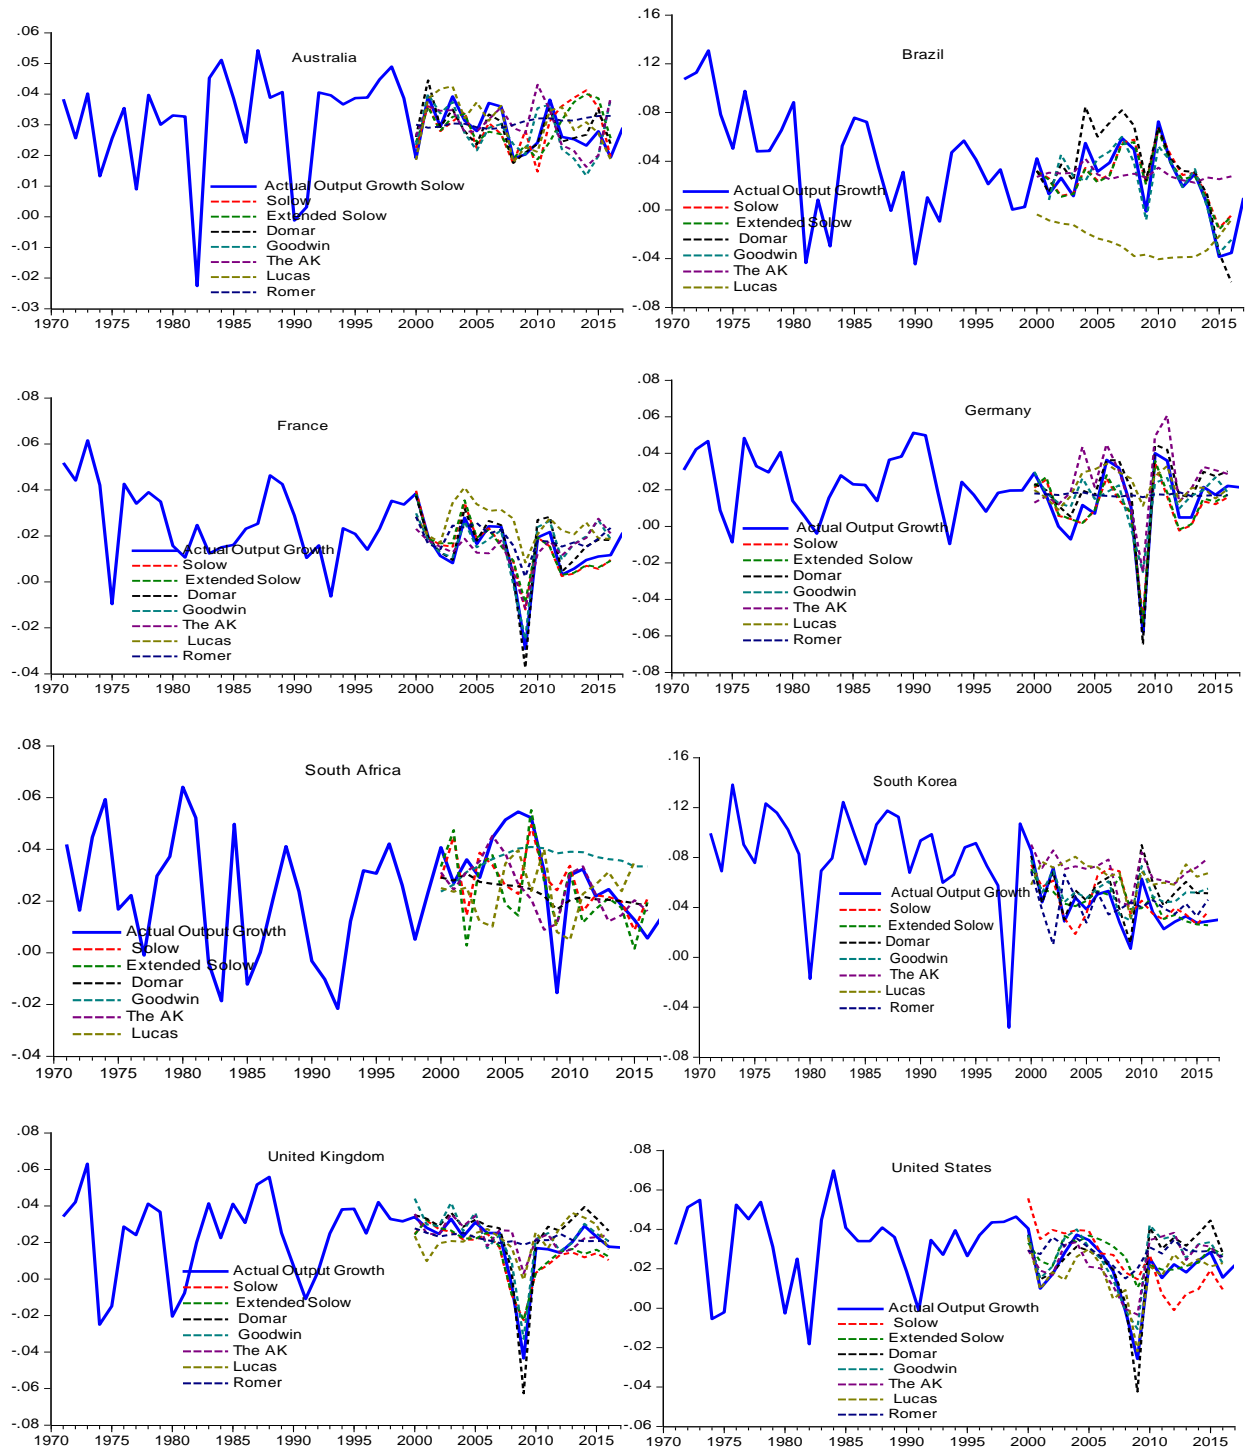 Australia
.06
.05
.04
.03
.02
.01
.00
-.01
-.02
-.03
Actual Output Growth Solow
Solow
Extended Solow
Domar
Goodwin
The AK
Lucas
Romer
1970 1975 1980 1985 1990 1995 2000 2005 2010 2015
Brazil
.16
.12
.08
.04
.00
-.04
-.08
Actual Output Growth
Solow
Extended Solow
Domar
Goodwin
The AK
Lucas
1970 1975 1980 1985 1990 1995 2000 2005 2010 2015
France
.08
.06
.04
.02
.00
-.02
-.04
Actual Output Growth
Solow
Extended Solow
Domar
Goodwin
The AK
Lucas
Romer
1970 1975 1980 1985 1990 1995 2000 2005 2010 2015
Germany
.08
.06
.04
.02
.00
-.02
-.04
-.06
-.08
Actual Output Growth
Solow
Extended Solow
Domar
Goodwin
The AK
Lucas
Romer
1970 1975 1980 1985 1990 1995 2000 2005 2010 2015
South Africa
.08
.06
.04
.02
.00
-.02
-.04
Actual Output Growth
Solow
Extended Solow
Domar
Goodwin
The AK
Lucas
1970 1975 1980 1985 1990 1995 2000 2005 2010 2015
South Korea
.16
.12
.08
.04
.00
-.04
-.08
Actual Output Growth
Solow
Extended Solow
Domar
Goodwin
The AK
Lucas
Romer
1970 1975 1980 1985 1990 1995 2000 2005 2010 2015
United Kingdom
.08
.06
.04
.02
.00
-.02
-.04
-.06
-.08
Actual Output Growth
Solow
Extended Solow
Domar
Goodwin
The AK
Lucas
Romer
1970 1975 1980 1985 1990 1995 2000 2005 2010 2015
United States
.08
.06
.04
.02
.00
-.02
-.04
-.06
Actual Output Growth
Solow
Extended Solow
Domar
Goodwin
The AK
Lucas
Romer
1970 1975 1980 1985 1990 1995 2000 2005 2010 2015